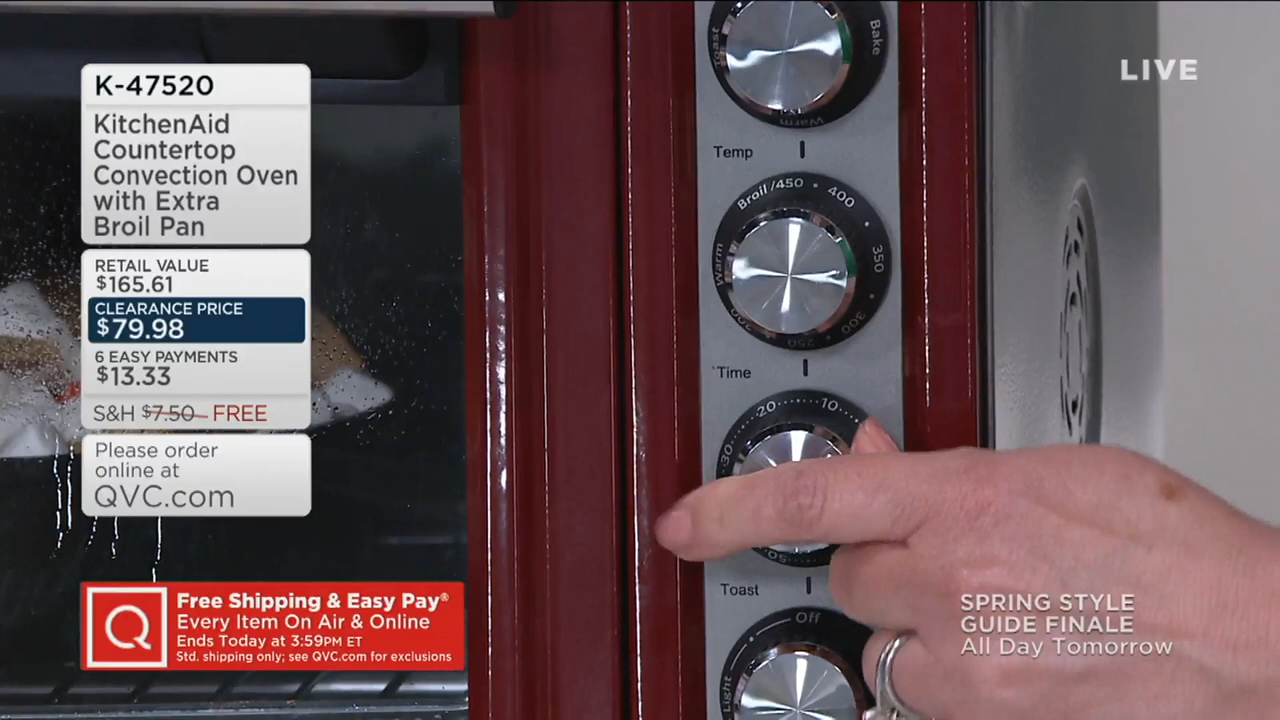 K-47520
KitchenAid
Countertop
Convection Oven
with Extra
Broil Pan
RETAIL VALUE
$165.61
CLEARANCE PRICE
$79.98
6 EASY PAYMENTS
$13.33
S&H $7.50 FREE
Please order
online at
QVC.com
Q
Free Shipping & Easy Pay®
Every Item On Air & Online
Ends Today at 3:59PM ET
Std. shipping only; see QVC.com for exclusions
LIVE
Toast
Bake
Warm
Temp
Broil/450 · 400
350
300
250
200
Warm
Time
10
20
30
50
Toast
Off
Light
SPRING STYLE
GUIDE FINALE
All Day Tomorrow